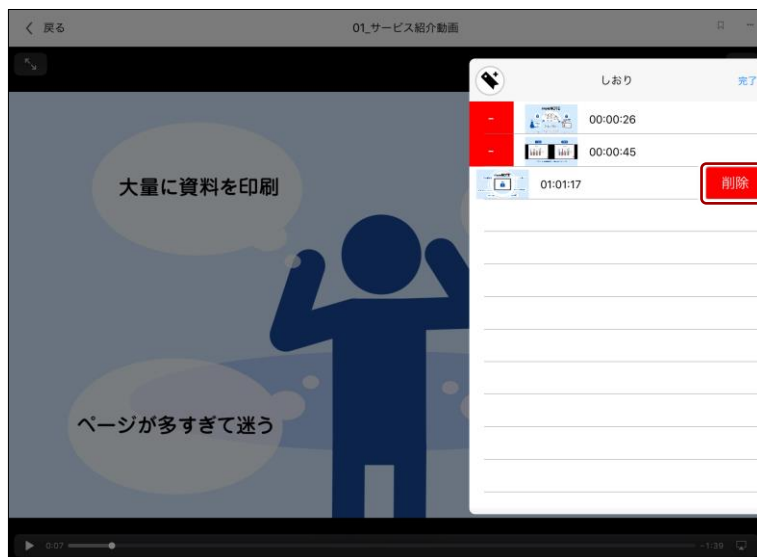 戻る
01_サービス紹介動画
しおり
完了
-
00:00:26
-
00:00:45
01:01:17
削除
大量に資料を印刷
ページが多すぎて迷う
0:07
-1:39